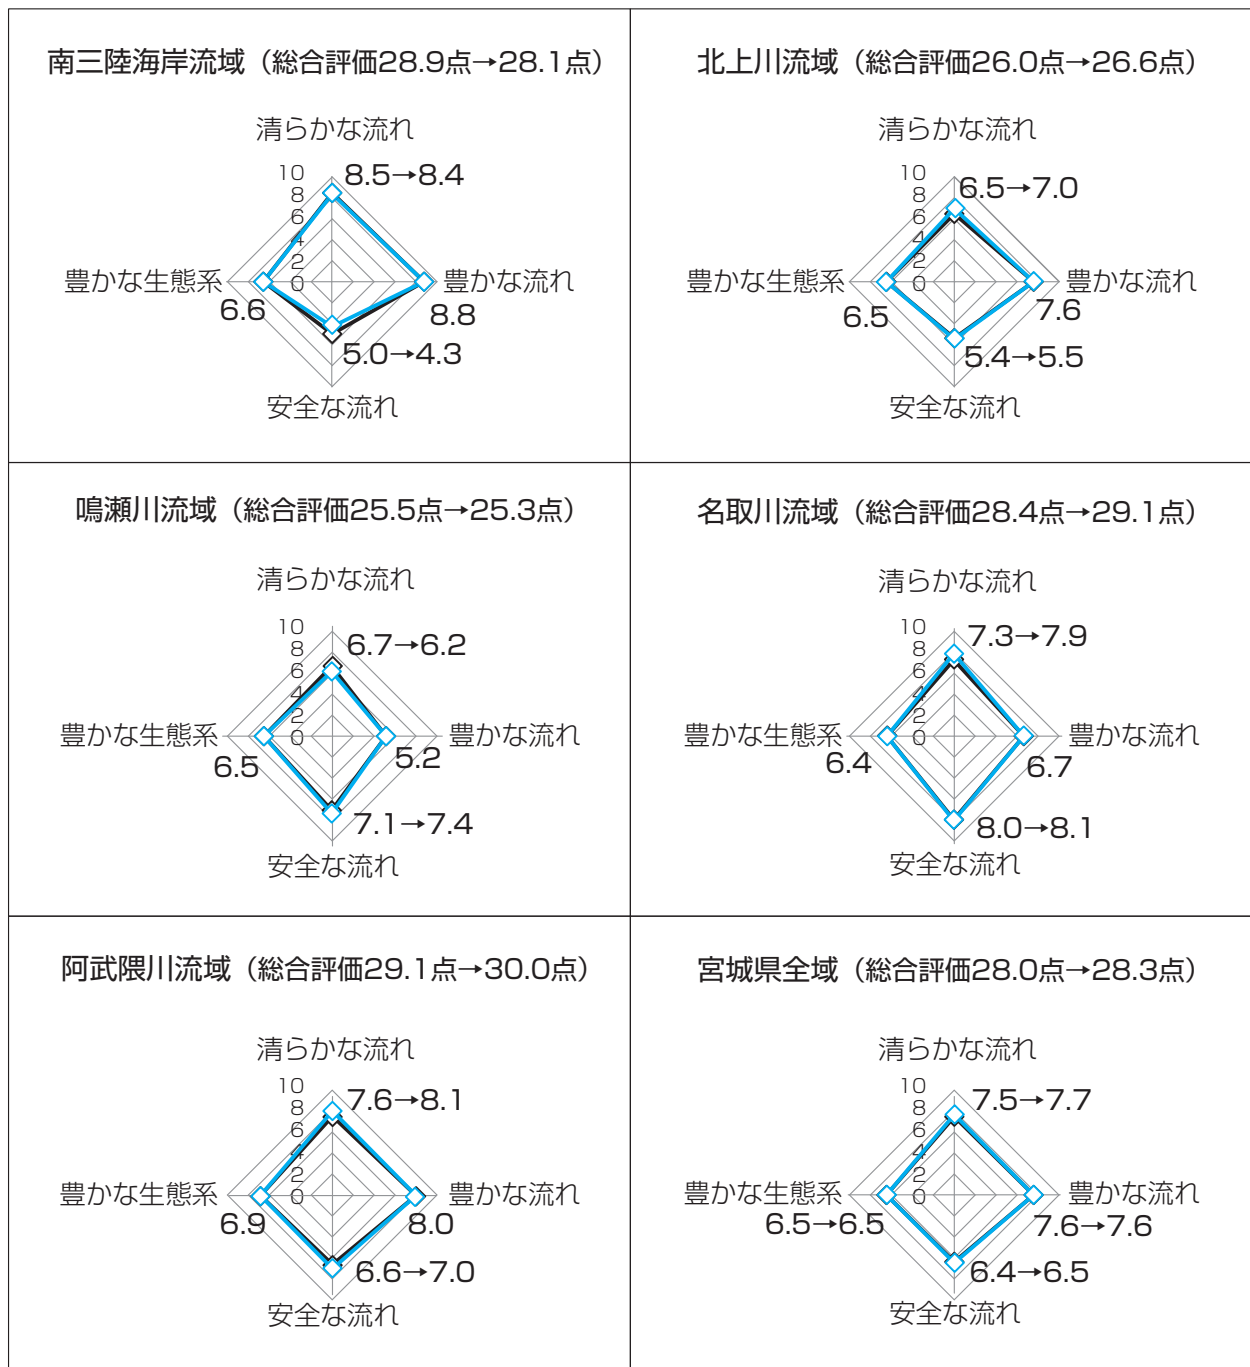 南三陸海岸流域（総合評価28.9点→28.1点）
清らかな流れ
10
8.5→8.4
8
6
4
2
0
豊かな生態系
豊かな流れ
6.6
8.8
5.0→4.3
安全な流れ
北上川流域（総合評価26.0点→26.6点）
清らかな流れ
10
6.5→7.0
8
6
4
2
0
豊かな生態系
豊かな流れ
6.5
7.6
5.4→5.5
安全な流れ
鳴瀬川流域（総合評価25.5点→25.3点）
清らかな流れ
10
6.7→6.2
8
6
4
2
0
豊かな生態系
豊かな流れ
6.5
5.2
7.1→7.4
安全な流れ
名取川流域（総合評価28.4点→29.1点）
清らかな流れ
10
7.3→7.9
8
6
4
2
0
豊かな生態系
豊かな流れ
6.4
6.7
8.0→8.1
安全な流れ
阿武隈川流域（総合評価29.1点→30.0点）
清らかな流れ
10
7.6→8.1
8
6
4
2
0
豊かな生態系
豊かな流れ
6.9
8.0
6.6→7.0
安全な流れ
宮城県全域（総合評価28.0点→28.3点）
清らかな流れ
10
7.5→7.7
8
6
4
2
0
豊かな生態系
豊かな流れ
6.5→6.5
7.6→7.6
6.4→6.5
安全な流れ